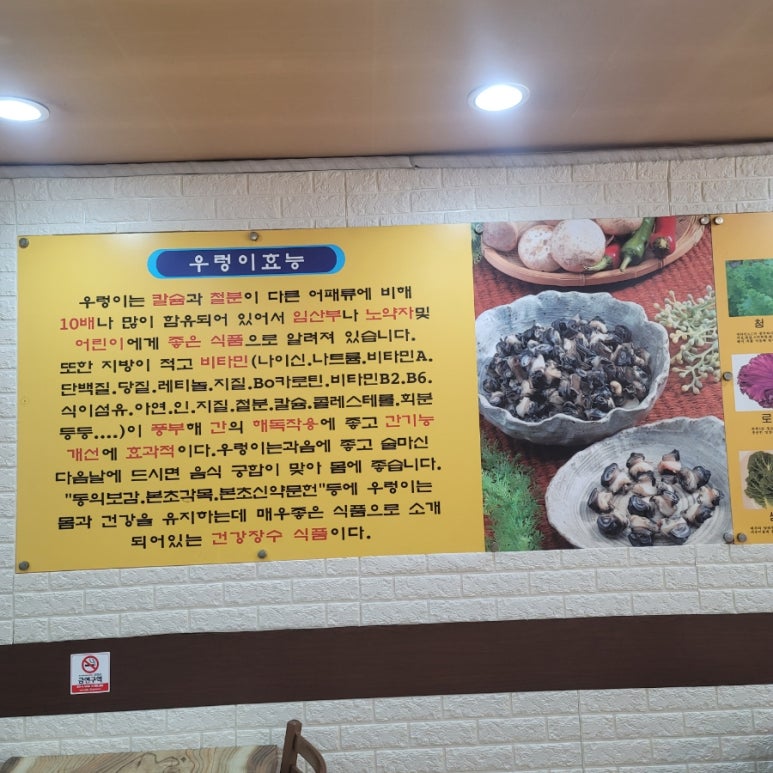 우렁이효능
우렁이는 칼슘과 철분이 다른 어패류에 비해
10배나 많이 함유되어 있어서 임산부나 노약자및
어린이에게 좋은 식품으로 알려져 있습니다.
또한 지방이 적고 비타민(나이신.나트륨.비타민A.
단백질.당질.레티놀.지질.Bo카로틴.비타민B2.B6.
식이섬유.아연.인.지질.철분.칼슘.콜레스테롤.회분
등등....)이 풍부해 간의 해독작용에 좋고 간기능
개선에 효과적이다.우렁이는과음에 좋고 술마신
다음날에 드시면 음식 궁합이 맞아 몸에 좋습니다.
"동의보감.본초강목.본초신약문헌"등에 우렁이는
몸과 건강을 유지하는데 매우좋은 식품으로 소개
되어있는 건강장수 식품이다.
청
로
금연구역